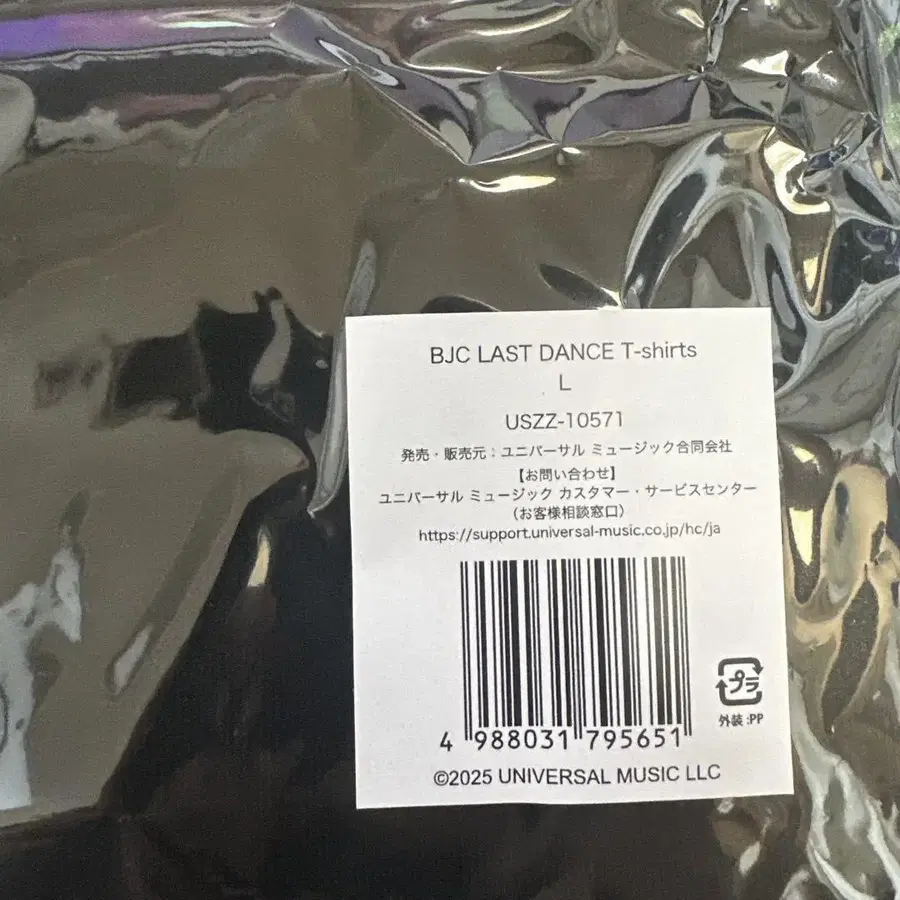 BJC LAST DANCE T-shirts
L
USZZ-10571
発売・販売元：ユニバーサル ミュージック合同会社
【お問い合わせ】
ユニバーサル ミュージック カスタマー・サービスセンター
（お客様相談窓口）
https://support.universal-music.co.jp/hc/ja
プラ
外装:PP
4 988031 795651
©2025 UNIVERSAL MUSIC LLC